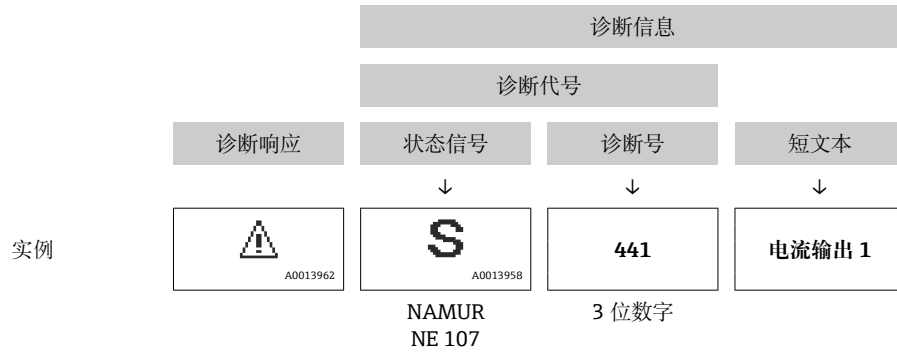 诊断信息
诊断代号
诊断响应 状态信号 诊断号 短文本
↓ ↓ ↓
实例 S 441 电流输出 1
A0013962 A0013958
NAMUR 3 位数字
NE 107